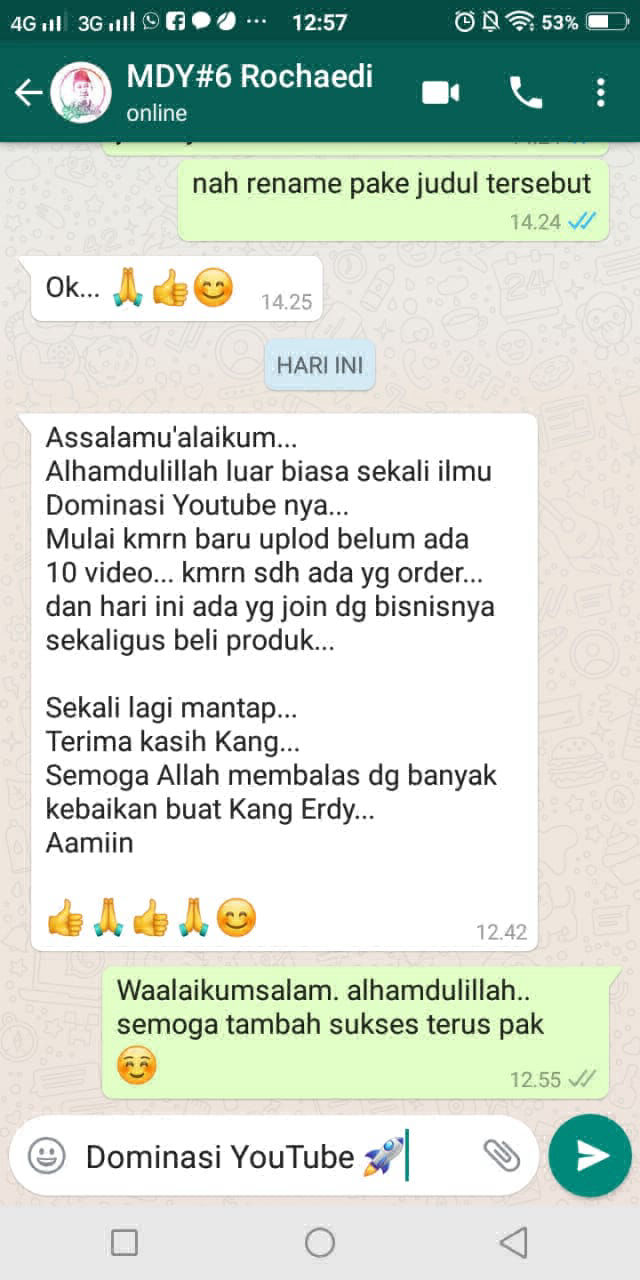 4G 3G ... 12:57 53%
MDY#6 Rochaedi
online
nah rename pake judul tersebut
14.24
Ok... 🙏👍😊
14.25
HARI INI
Assalamu'alaikum...
Alhamdulillah luar biasa sekali ilmu
Dominasi Youtube nya...
Mulai kmrn baru uplod belum ada
10 video... kmrn sdh ada yg order...
dan hari ini ada yg join dg bisnisnya
sekaligus beli produk...
Sekali lagi mantap...
Terima kasih Kang...
Semoga Allah membalas dg banyak
kebaikan buat Kang Erdy...
Aamiin
👍🙏👍🙏😊
12.42
Waalaikumsalam. alhamdulillah..
semoga tambah sukses terus pak
☺️
12.55
Dominasi YouTube 🚀